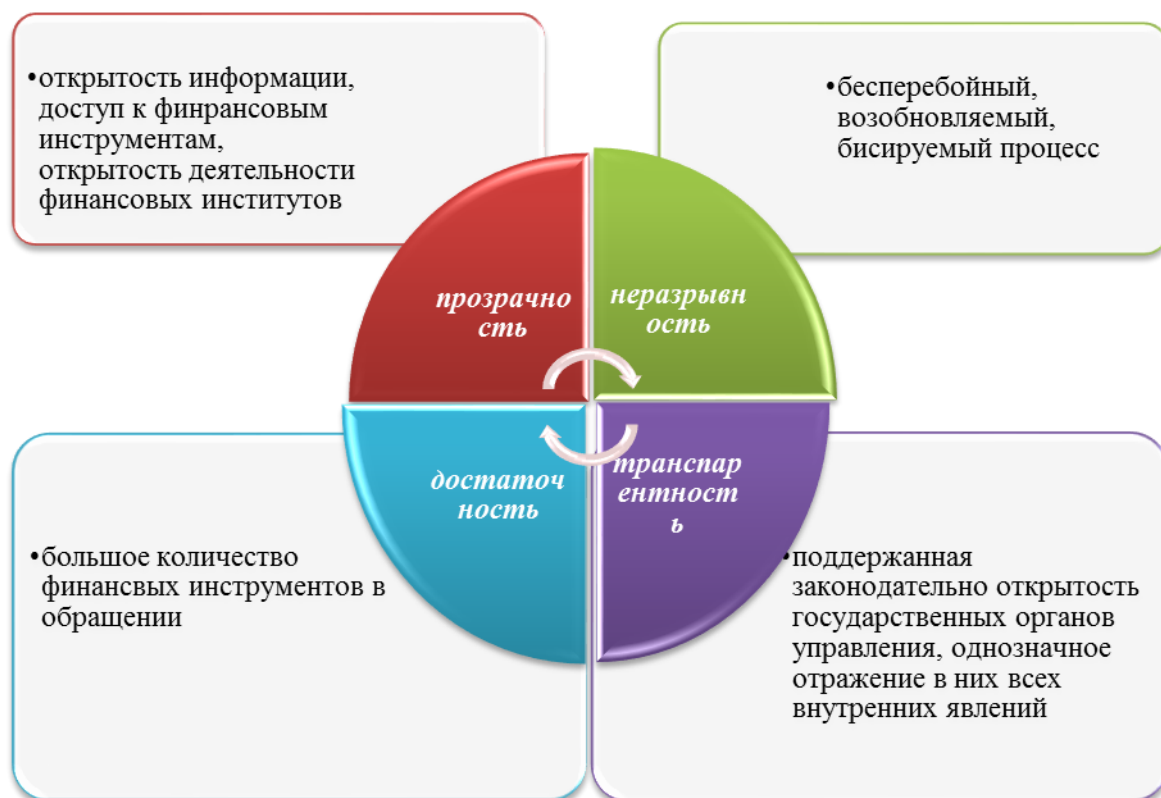 •открытость информации,
доступ к финрансовым
инструментам,
открытость деятельности
финансовых институтов
•бесперебойный,
возобновляемый,
бисируемый процесс
прозрачно
сть
неразрывн
ость
достаточ
ность
транспар
ентност
ь
•большое количество
финансвых инструментов в
обращении
•поддержанная
законодательно открытость
государственных органов
управления, однозначное
отражение в них всех
внутренних явлений